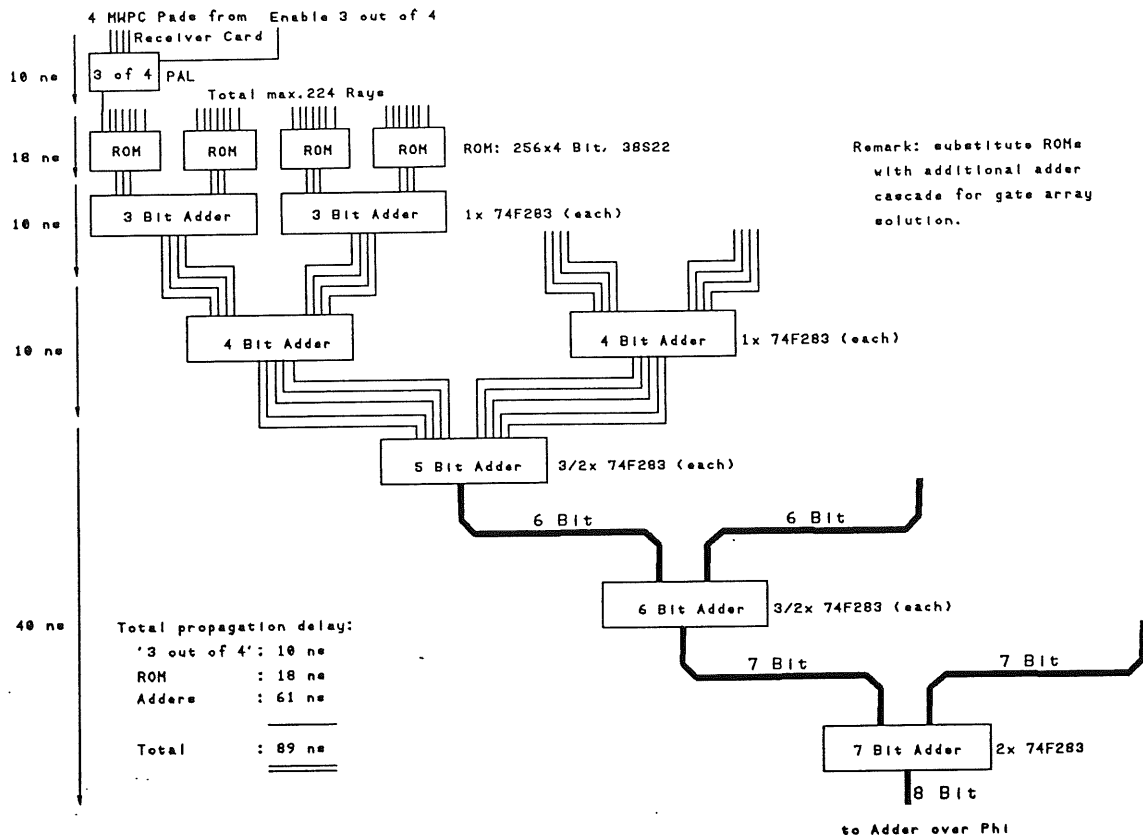 4 MWPC Pads from Enable 3 out of 4
Receiver Card
10 ns
3 of 4 PAL
Total max.224 Rays
18 ns
ROM ROM ROM ROM
ROM: 256x4 Bit, 38S22
Remark: substitute ROMs
with additional adder
cascade for gate array
solution.
10 ns
3 Bit Adder 3 Bit Adder
1x 74F283 (each)
10 ns
4 Bit Adder 4 Bit Adder
1x 74F283 (each)
5 Bit Adder
3/2x 74F283 (each)
6 Bit 6 Bit
6 Bit Adder
3/2x 74F283 (each)
40 ns
Total propagation delay:
'3 out of 4': 10 ns
ROM : 18 ns
Adders : 61 ns
Total : 89 ns
7 Bit 7 Bit
7 Bit Adder
2x 74F283
8 Bit
to Adder over Phi